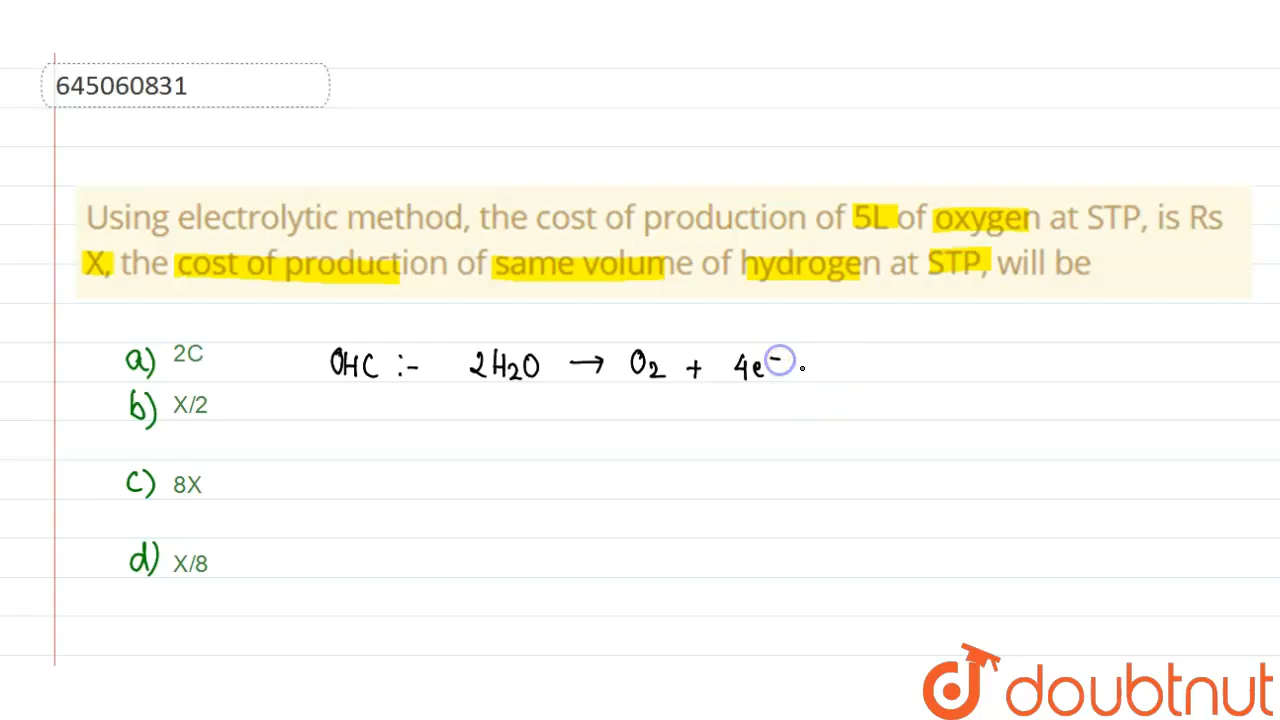 645060831
Using electrolytic method, the cost of production of 5L of oxygen at STP, is Rs
X, the cost of production of same volume of hydrogen at STP, will be
a) 2C
OHC :- 2H₂O → O₂ + 4e⁻.
b) X/2
c) 8X
d) X/8
doubtnut